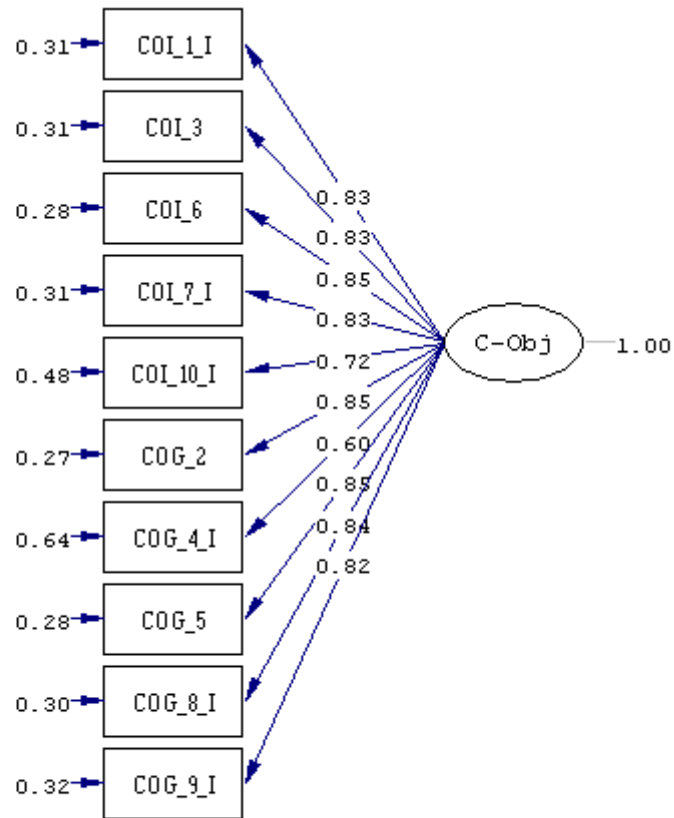 0.31 COI_1_I
0.31 COI_3
0.28 COI_6
0.31 COI_7_I
0.48 COI_10_I
0.27 COG_2
0.64 COG_4_I
0.28 COG_5
0.30 COG_8_I
0.32 COG_9_I
0.83
0.83
0.85
0.83
0.72
0.85
0.60
0.85
0.84
0.82
C-Obj 1.00